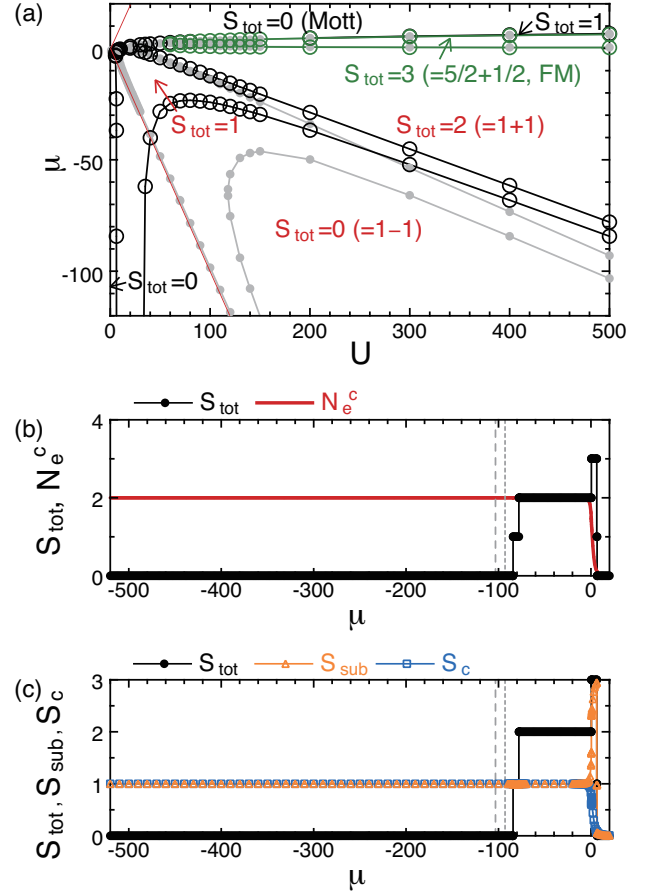 (a)
S tot=0 (Mott)
S tot=1
S tot=3 (=5/2+1/2, FM)
S tot=1
S tot=2 (=1+1)
S tot=0 (=1−1)
S tot=0
μ
0
-50
-100
0 100 200 300 400 500
U
(b)
S tot N e c
S tot, N e c
4
2
0
-500 -400 -300 -200 -100 0
μ
(c)
S tot S sub S c
S tot, S sub, S c
3
2
1
0
-500 -400 -300 -200 -100 0
μ